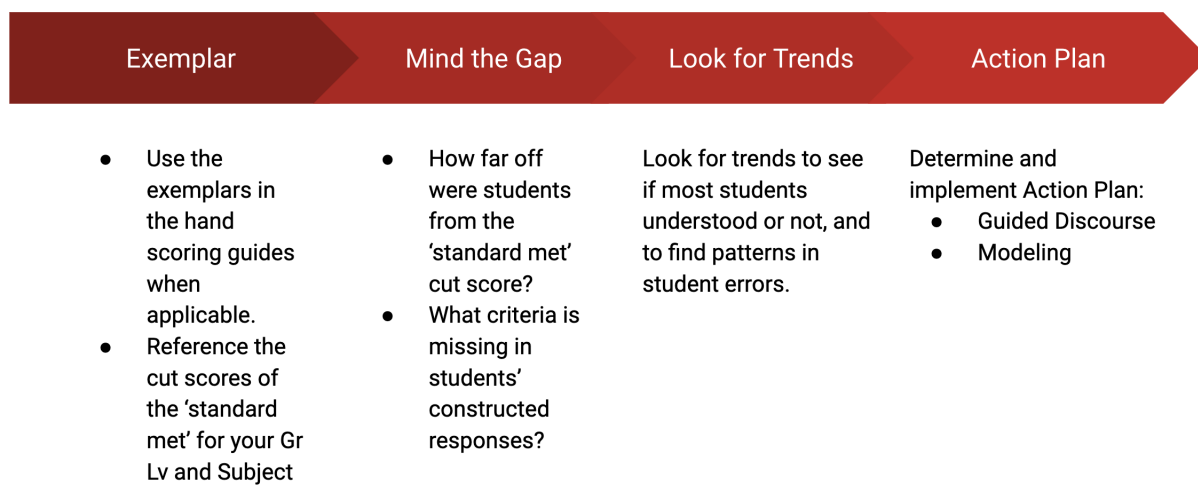 Exemplar
Mind the Gap
Look for Trends
Action Plan
● Use the
exemplars in
the hand
scoring guides
when
applicable.
● Reference the
cut scores of
the ‘standard
met’ for your Gr
Lv and Subject
● How far off
were students
from the
‘standard met’
cut score?
● What criteria is
missing in
students’
constructed
responses?
Look for trends to see
if most students
understood or not, and
to find patterns in
student errors.
Determine and
implement Action Plan:
● Guided Discourse
● Modeling